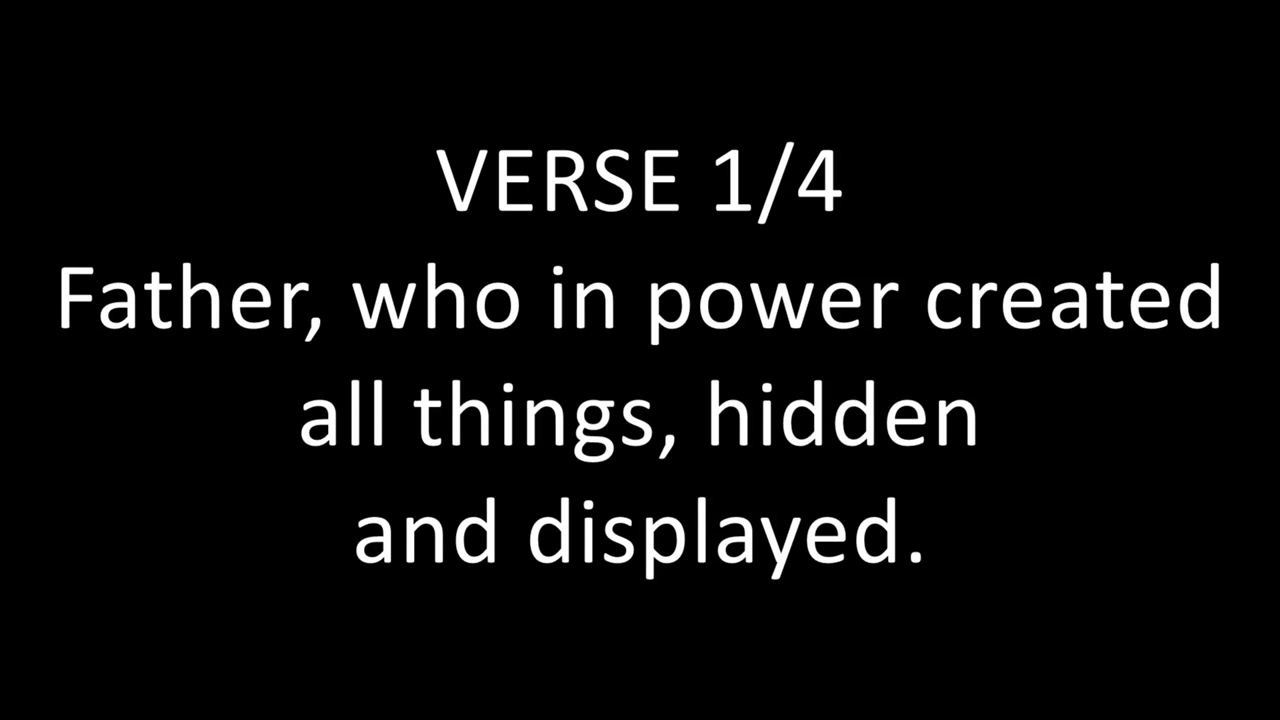 VERSE 1/4
Father, who in power created
all things, hidden
and displayed.